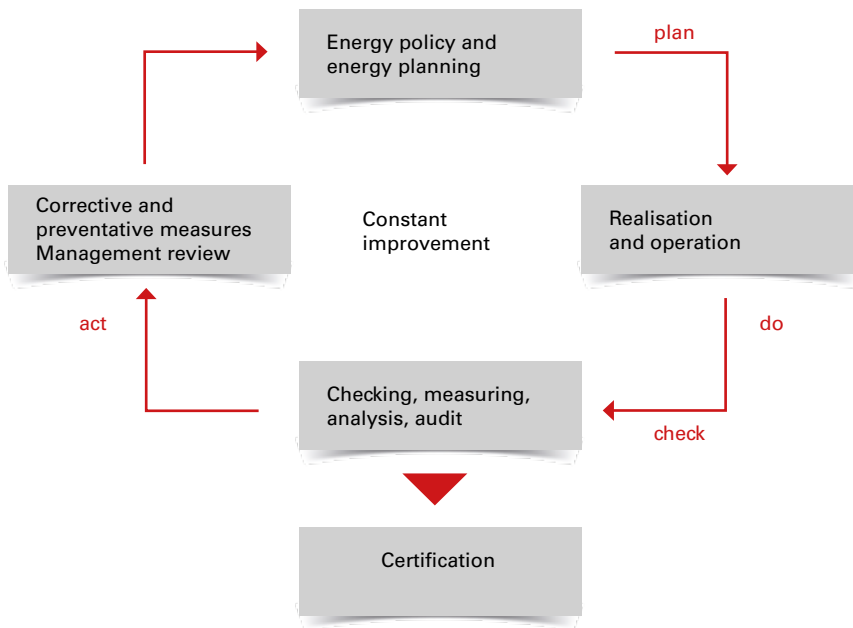 Energy policy and
energy planning
plan
Corrective and
preventative measures
Management review
Constant
improvement
Realisation
and operation
act
do
Checking, measuring,
analysis, audit
check
Certification